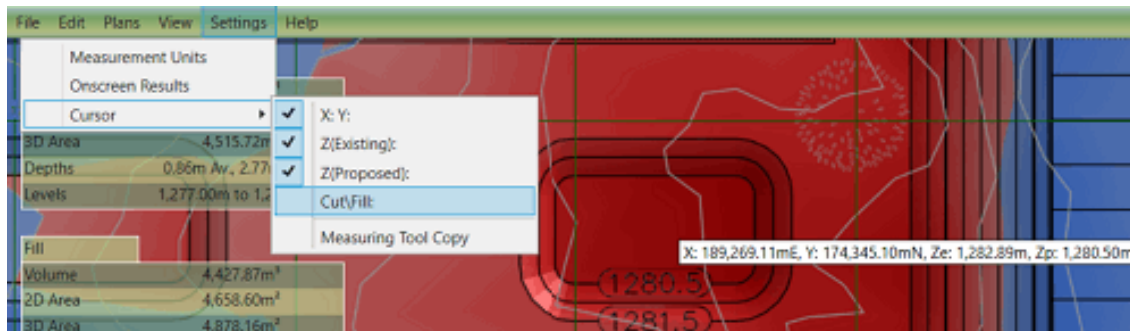 File Edit Plans View Settings Help
Measurement Units
Onscreen Results
Cursor
X: Y:
3D Area 4,515.72m
Z(Existing):
Depths 0.86m Av., 2.77
Z(Proposed):
Levels 1,277.00m to 1,2
Cut\Fill:
Measuring Tool Copy
Fill
X: 189,269.11mE, Y: 174,345.10mN, Ze: 1,282.89m, Zp: 1,280.50m
Volume 4,427.87m³
1280.5
2D Area 4,658.60m²
1281.5
3D Area 4,878.16m²